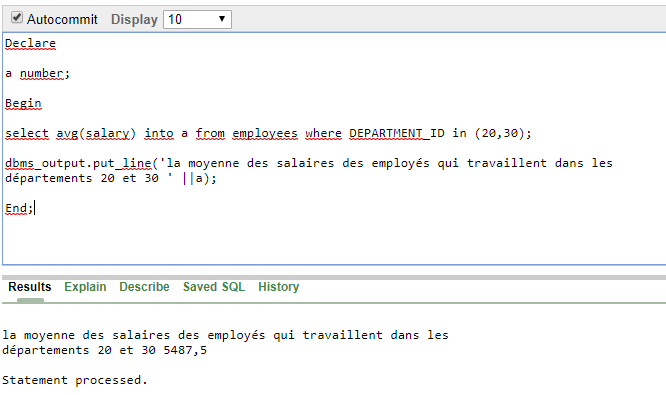 Autocommit Display 10
Declare
a number;
Begin
select avg(salary) into a from employees where DEPARTMENT_ID in (20,30);
dbms_output.put_line('la moyenne des salaires des employés qui travaillent dans les
départements 20 et 30 ' ||a);
End;
Results Explain Describe Saved SQL History
la moyenne des salaires des employés qui travaillent dans les
départements 20 et 30 5487,5
Statement processed.